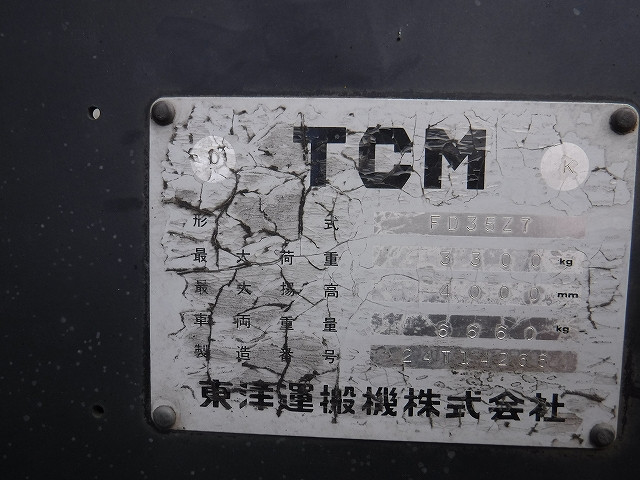 TCM
K
形式 FD35Z7
最大荷重 3300 kg
最大揚高 4000 mm
車両重量 6660 kg
製造番号
東洋運搬機株式会社